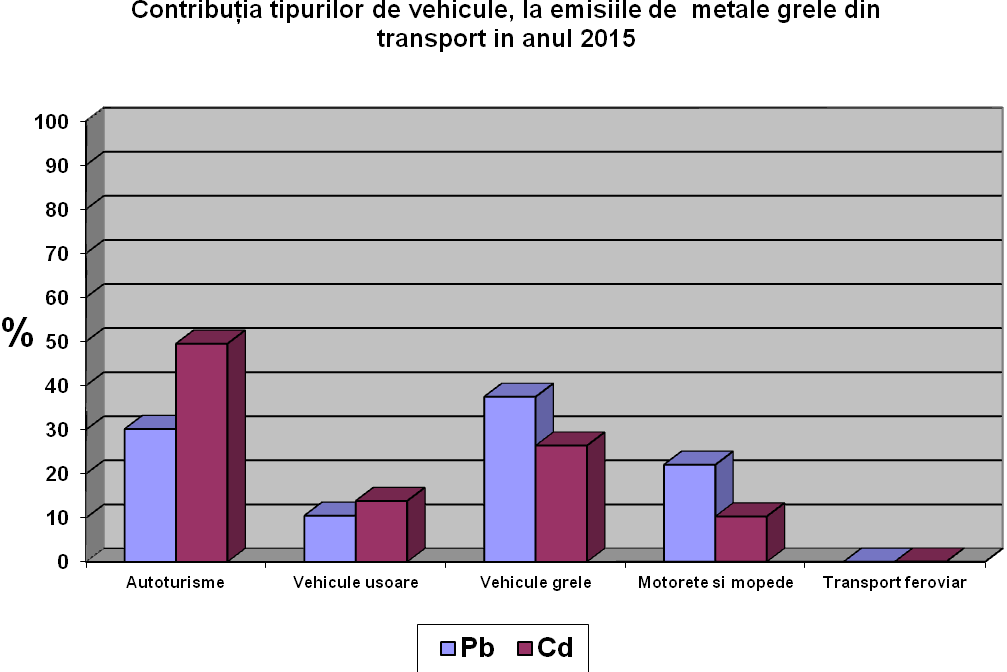 Contribuția tipurilor de vehicule, la emisiile de  metale grele din
transport in anul 2015
100
90
80
70
60
50
40
30
20
10
0
%
Autoturisme
Vehicule usoare
Vehicule grele
Motorete si mopede
Transport feroviar
Pb
Cd